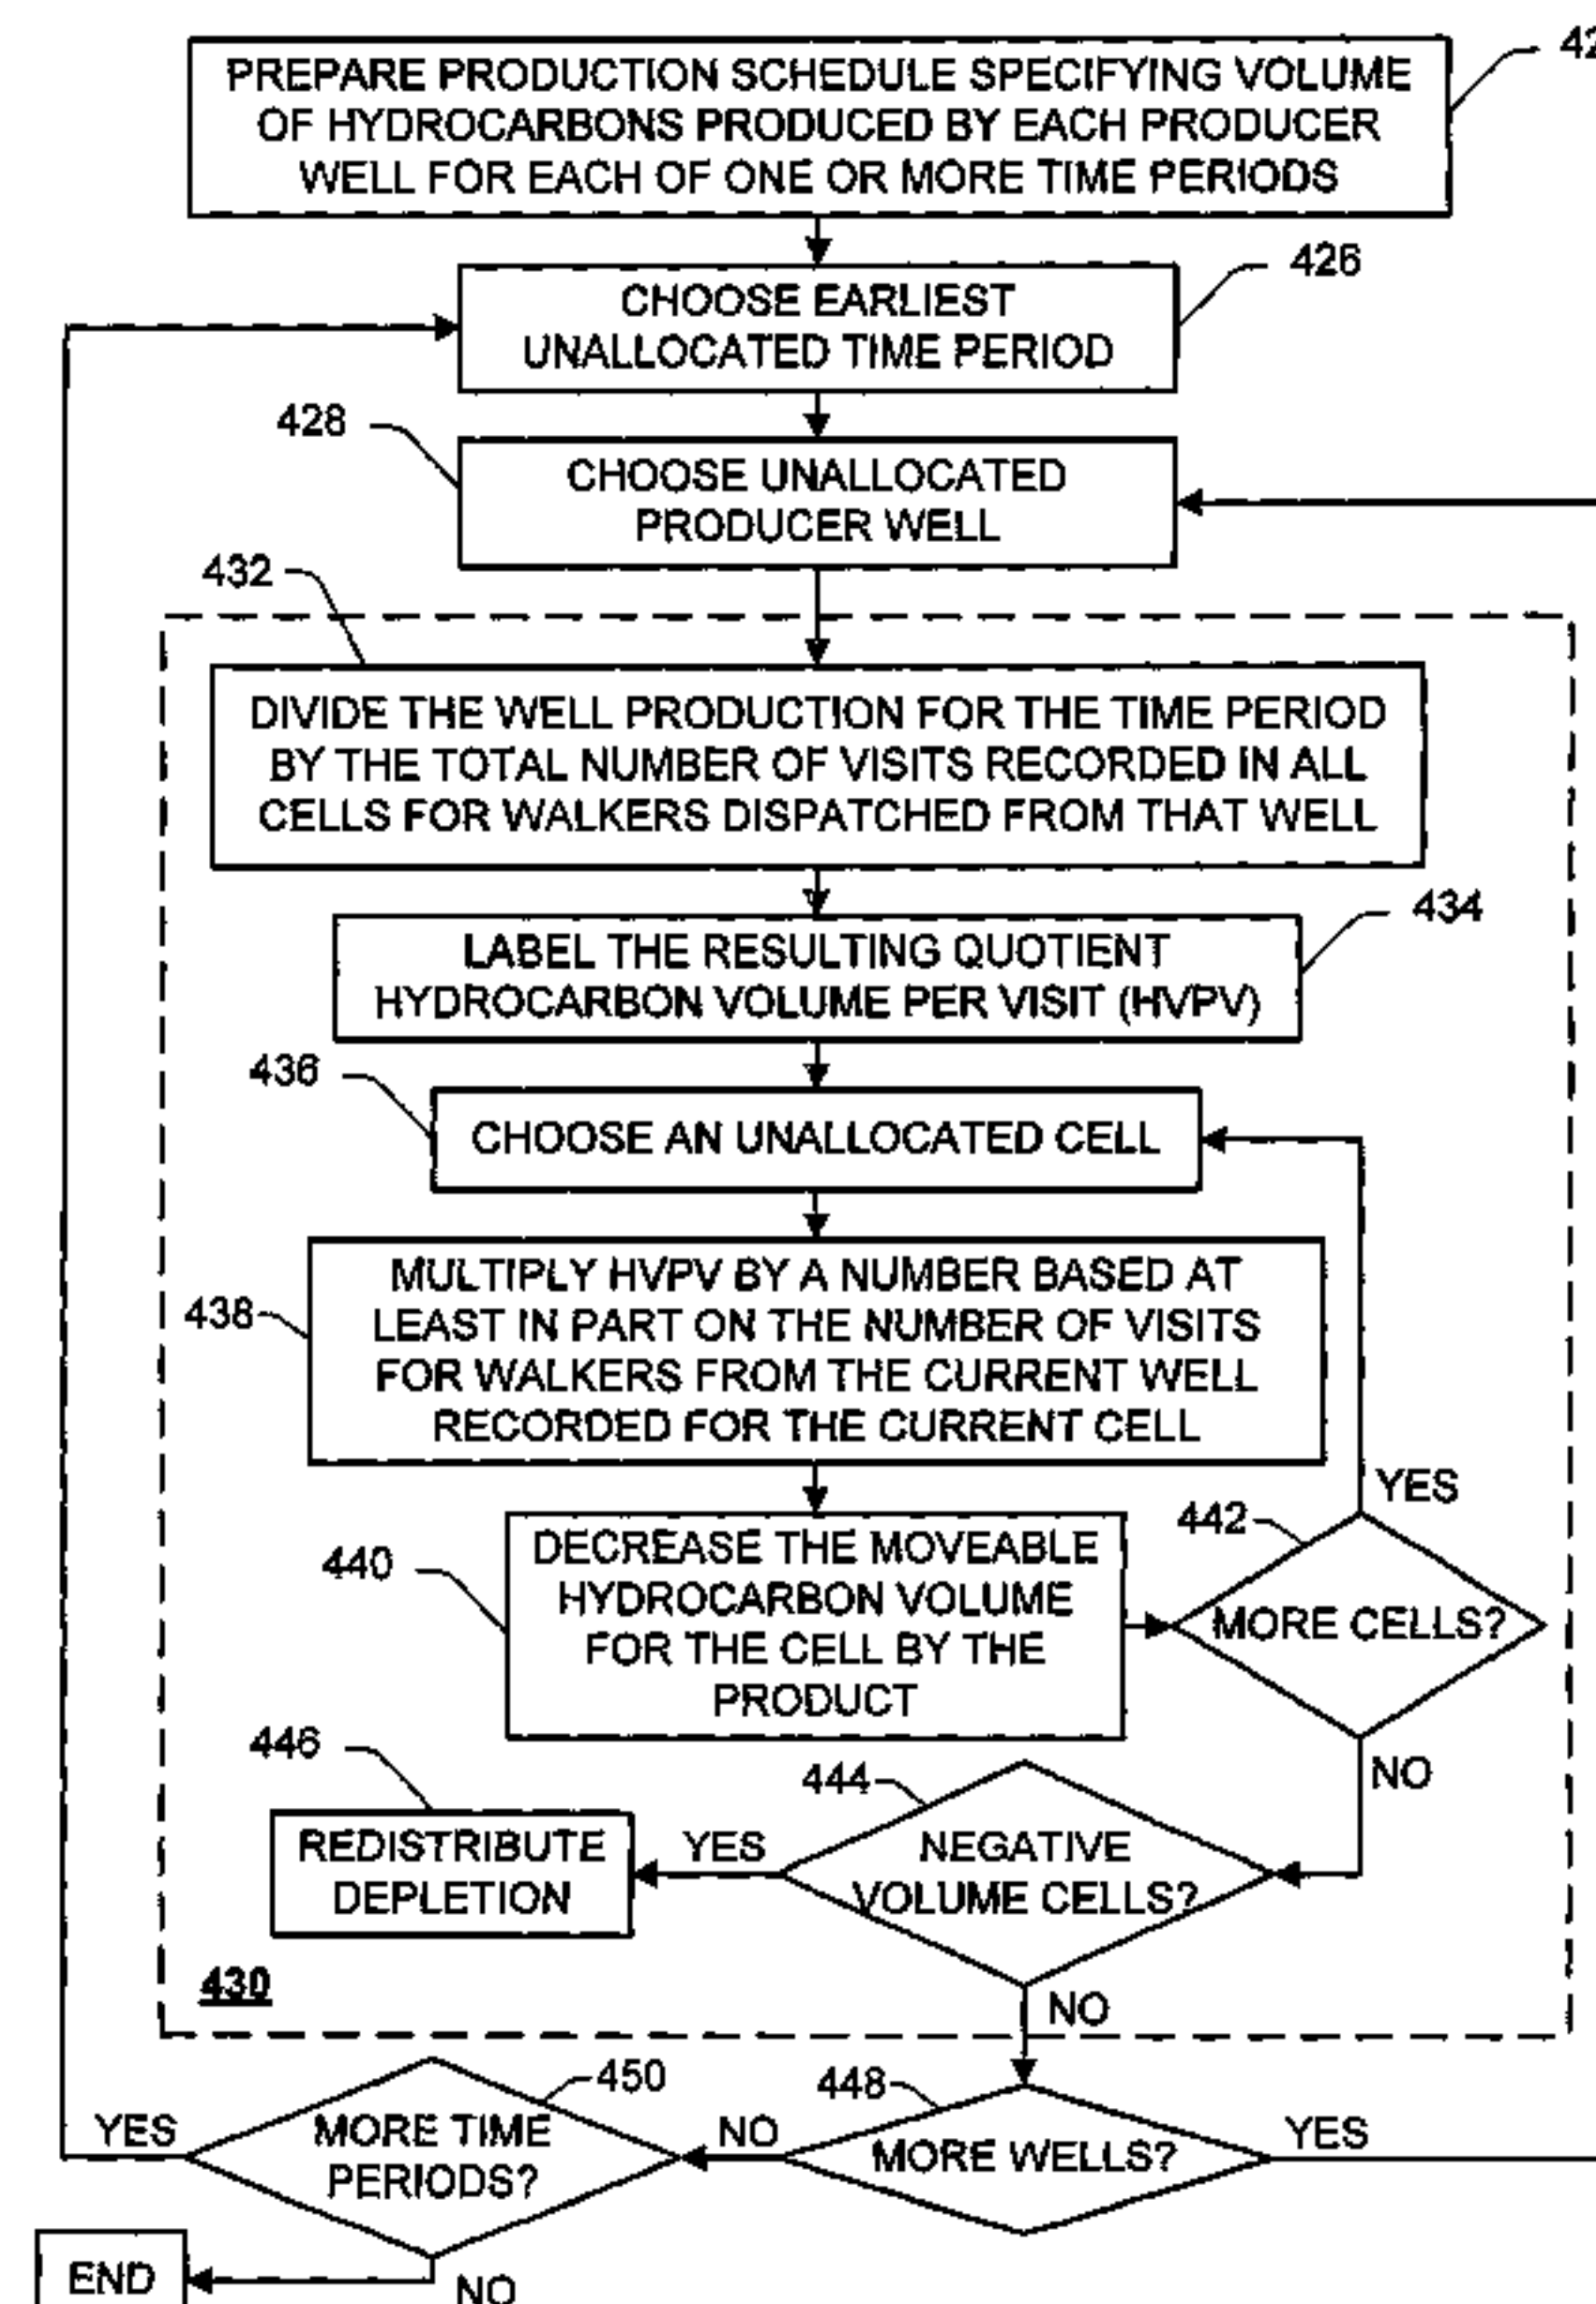 PREPARE PRODUCTION SCHEDULE SPECIFYING VOLUME
OF HYDROCARBONS PRODUCED BY EACH PRODUCER
WELL FOR EACH OF ONE OR MORE TIME PERIODS
426
CHOOSE EARLIEST
UNALLOCATED TIME PERIOD
428
CHOOSE UNALLOCATED
PRODUCER WELL
432
DIVIDE THE WELL PRODUCTION FOR THE TIME PERIOD
BY THE TOTAL NUMBER OF VISITS RECORDED IN ALL
CELLS FOR WALKERS DISPATCHED FROM THAT WELL
434
LABEL THE RESULTING QUOTIENT
HYDROCARBON VOLUME PER VISIT (HVPV)
436
CHOOSE AN UNALLOCATED CELL
438
MULTIPLY HVPV BY A NUMBER BASED AT
LEAST IN PART ON THE NUMBER OF VISITS
FOR WALKERS FROM THE CURRENT WELL
RECORDED FOR THE CURRENT CELL
YES
442
440
DECREASE THE MOVEABLE
HYDROCARBON VOLUME
FOR THE CELL BY THE
PRODUCT
MORE CELLS?
NO
446
444
REDISTRIBUTE
DEPLETION
YES
NEGATIVE
VOLUME CELLS?
430
NO
450
448
YES
MORE TIME
PERIODS?
NO
MORE WELLS?
YES
END
NO